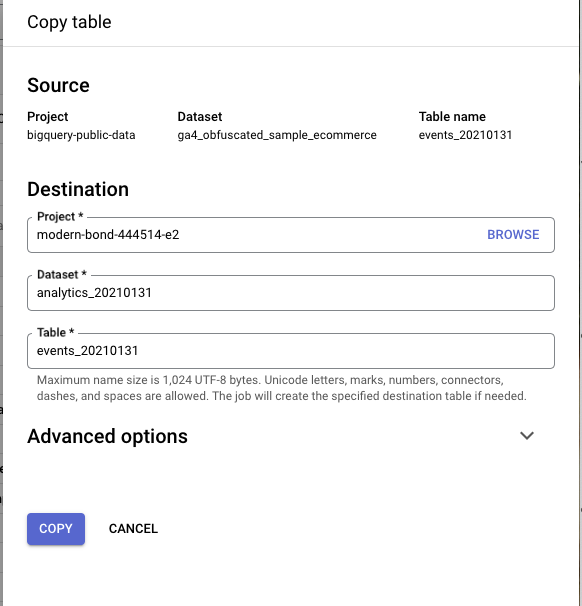 Copy table
Source
Project Dataset Table name
bigquery-public-data ga4_obfuscated_sample_ecommerce events_20210131
Destination
Project *
modern-bond-444514-e2 BROWSE
Dataset *
analytics_20210131
Table *
events_20210131
Maximum name size is 1,024 UTF-8 bytes. Unicode letters, marks, numbers, connectors,
dashes, and spaces are allowed. The job will create the specified destination table if needed.
Advanced options
COPY CANCEL